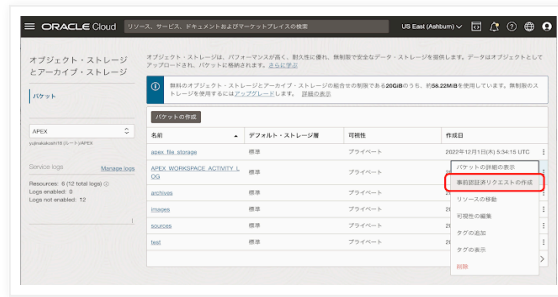 ORACLE Cloud リソース、サービス、ドキュメントおよびマーケットプレイスの検索 US East (Ashburn)
オブジェクト・ストレージ
とアーカイブ・ストレージ
バケット
APEX
Service logs Manage logs
Resources: 6 (12 total logs)
Logs enabled: 0
Logs not enabled: 12
オブジェクト・ストレージは、パフォーマンスが高く、耐久性に優れ、無制限で安全なデータ・ストレージを提供します。データはオブジェクトとして
アップロードされ、バケットに格納されます。さらに学ぶ
無料のオブジェクト・ストレージとアーカイブ・ストレージの組合せの制限である20GiBのうち、約56.22MiBを使用しています。無制限のス
トレージを使用するにはアップグレードします。 詳細の表示
バケットの作成
名前 デフォルト・ストレージ層 可視性 作成日
apex_file_storage 標準 プライベート 2022年12月1日(木) 5:34:15 UTC
APEX_WORKSPACE_ACTIVITY_L
OG 標準 プライベート
archives 標準 プライベート
images 標準 プライベート
sources 標準 プライベート
test 標準 プライベート
バケットの詳細の表示
事前認証済リクエストの作成
リソースの移動
可視性の編集
タグの追加
タグの表示
削除